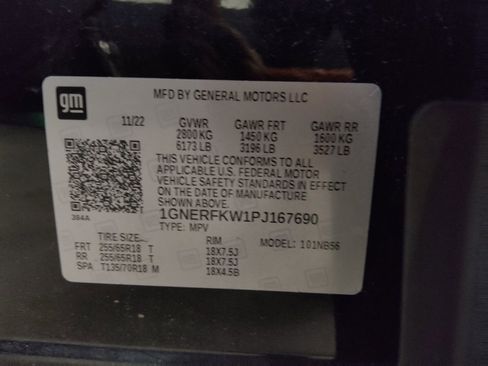 gm
MFD BY GENERAL MOTORS LLC
11/22 GVWR GAWR FRT GAWR RR
2800 KG 1450 KG 1600 KG
6173 LB 3196 LB 3527 LB
THIS VEHICLE CONFORMS TO ALL
APPLICABLE U.S. FEDERAL MOTOR
VEHICLE SAFETY STANDARDS IN EFFECT
ON THE DATE OF MANUFACTURE
SHOWN ABOVE.
384A
1GNERFKW1PJ167690
TYPE: MPV
TIRE SIZE RIM MODEL: 101NB56
FRT 255/65R18 T 18X7.5J
RR 255/65R18 T 18X7.5J
SPA T135/70R18 M 18X4.5B